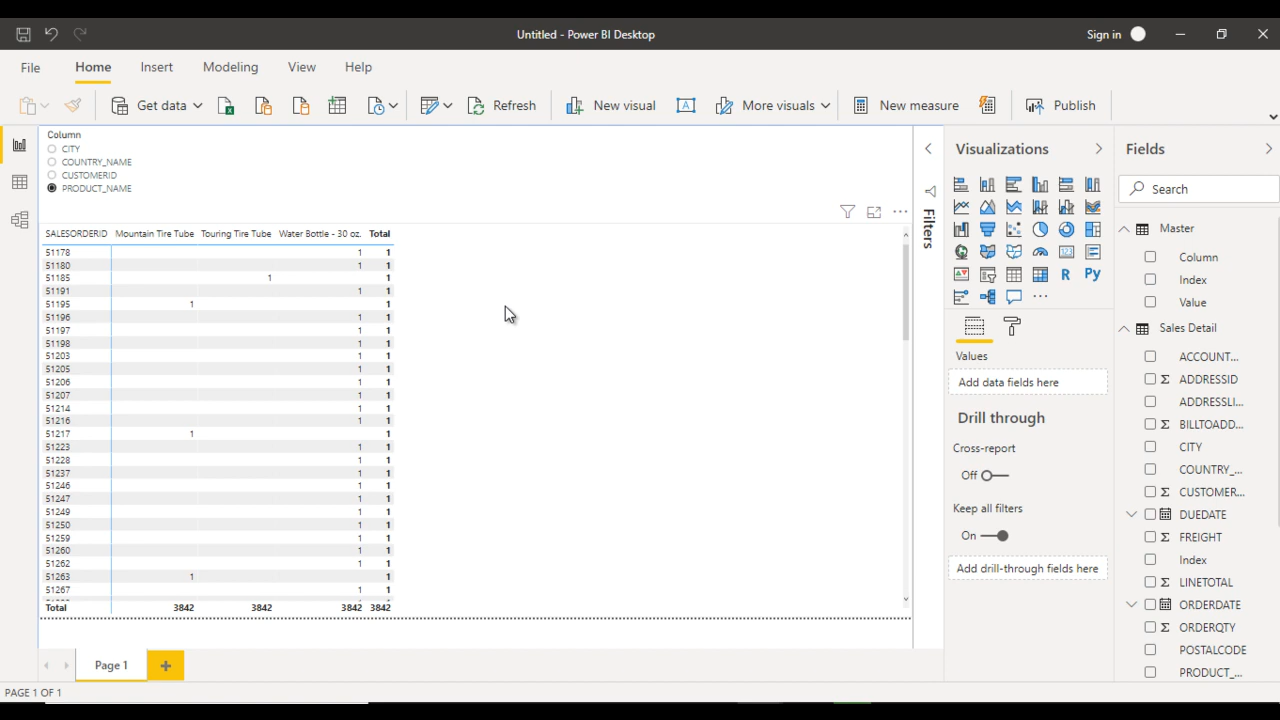 Untitled - Power BI Desktop
Sign in
File Home Insert Modeling View Help
Get data Refresh New visual More visuals New measure Publish
Column
CITY
COUNTRY_NAME
CUSTOMERID
PRODUCT_NAME
SALESORDERID Mountain Tire Tube Touring Tire Tube Water Bottle - 30 oz. Total
51178 1 1
51180 1 1
51185 1 1
51191 1 1
51195 1 1
51196 1 1
51197 1 1
51198 1 1
51203 1 1
51205 1 1
51206 1 1
51207 1 1
51214 1 1
51216 1 1
51217 1 1
51223 1 1
51228 1 1
51237 1 1
51246 1 1
51247 1 1
51249 1 1
51250 1 1
51259 1 1
51260 1 1
51262 1 1
51263 1 1
51267 1 1
Total 3842 3842 3842 3842
Page 1
PAGE 1 OF 1
Filters
Visualizations
R Py
Values
Add data fields here
Drill through
Cross-report
Off
Keep all filters
On
Add drill-through fields here
Fields
Search
Master
Column
Index
Value
Sales Detail
ACCOUNT...
Σ ADDRESSID
ADDRESSLI...
Σ BILLTOADD...
CITY
COUNTRY_...
Σ CUSTOMER...
DUEDATE
Σ FREIGHT
Index
Σ LINETOTAL
ORDERDATE
Σ ORDERQTY
POSTALCODE
PRODUCT_...